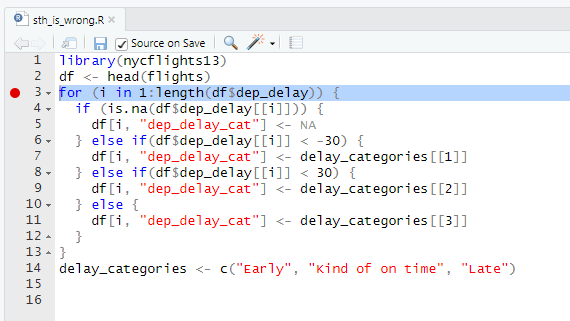 sth_is_wrong.R ×
Source on Save
1 library(nycflights13)
2 df <- head(flights)
3 for (i in 1:length(df$dep_delay)) {
4   if (is.na(df$dep_delay[[i]])) {
5     df[i, "dep_delay_cat"] <- NA
6   } else if(df$dep_delay[[i]] < -30) {
7     df[i, "dep_delay_cat"] <- delay_categories[[1]]
8   } else if(df$dep_delay[[i]] < 30) {
9     df[i, "dep_delay_cat"] <- delay_categories[[2]]
10   } else {
11     df[i, "dep_delay_cat"] <- delay_categories[[3]]
12   }
13 }
14 delay_categories <- c("Early", "Kind of on time", "Late")
15
16